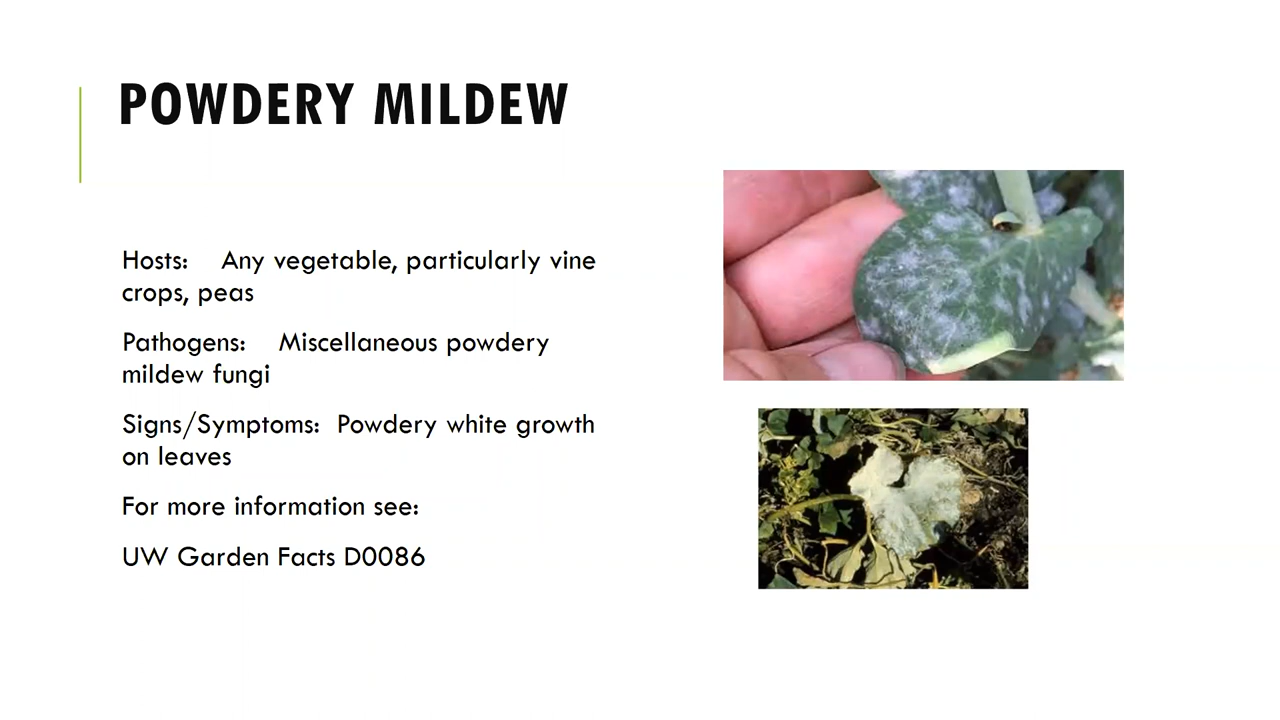 POWDERY MILDEW
Hosts: Any vegetable, particularly vine
crops, peas
Pathogens: Miscellaneous powdery
mildew fungi
Signs/Symptoms: Powdery white growth
on leaves
For more information see:
UW Garden Facts D0086